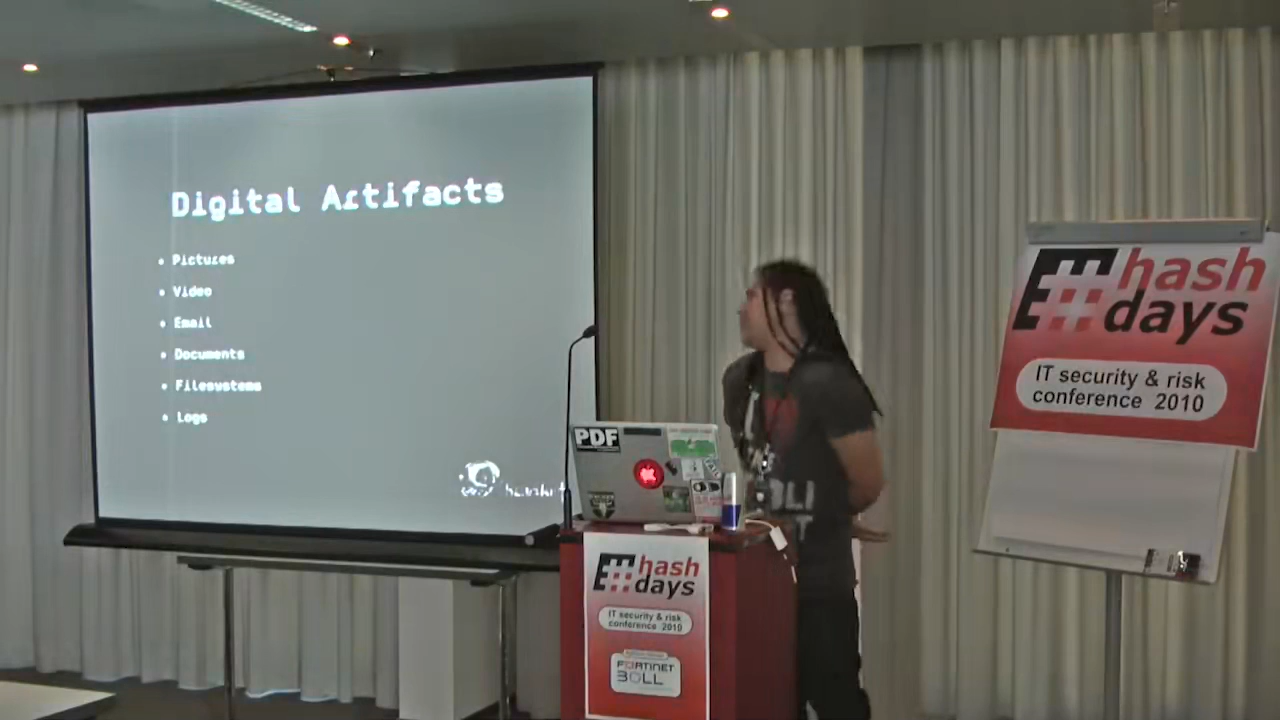 Digital Artifacts
• Pictures
• Video
• Email
• Documents
• Filesystems
• Logs
PDF
hash
days
IT security & risk
conference 2010
FORTINET
BOLL
hash
days
IT security & risk
conference 2010